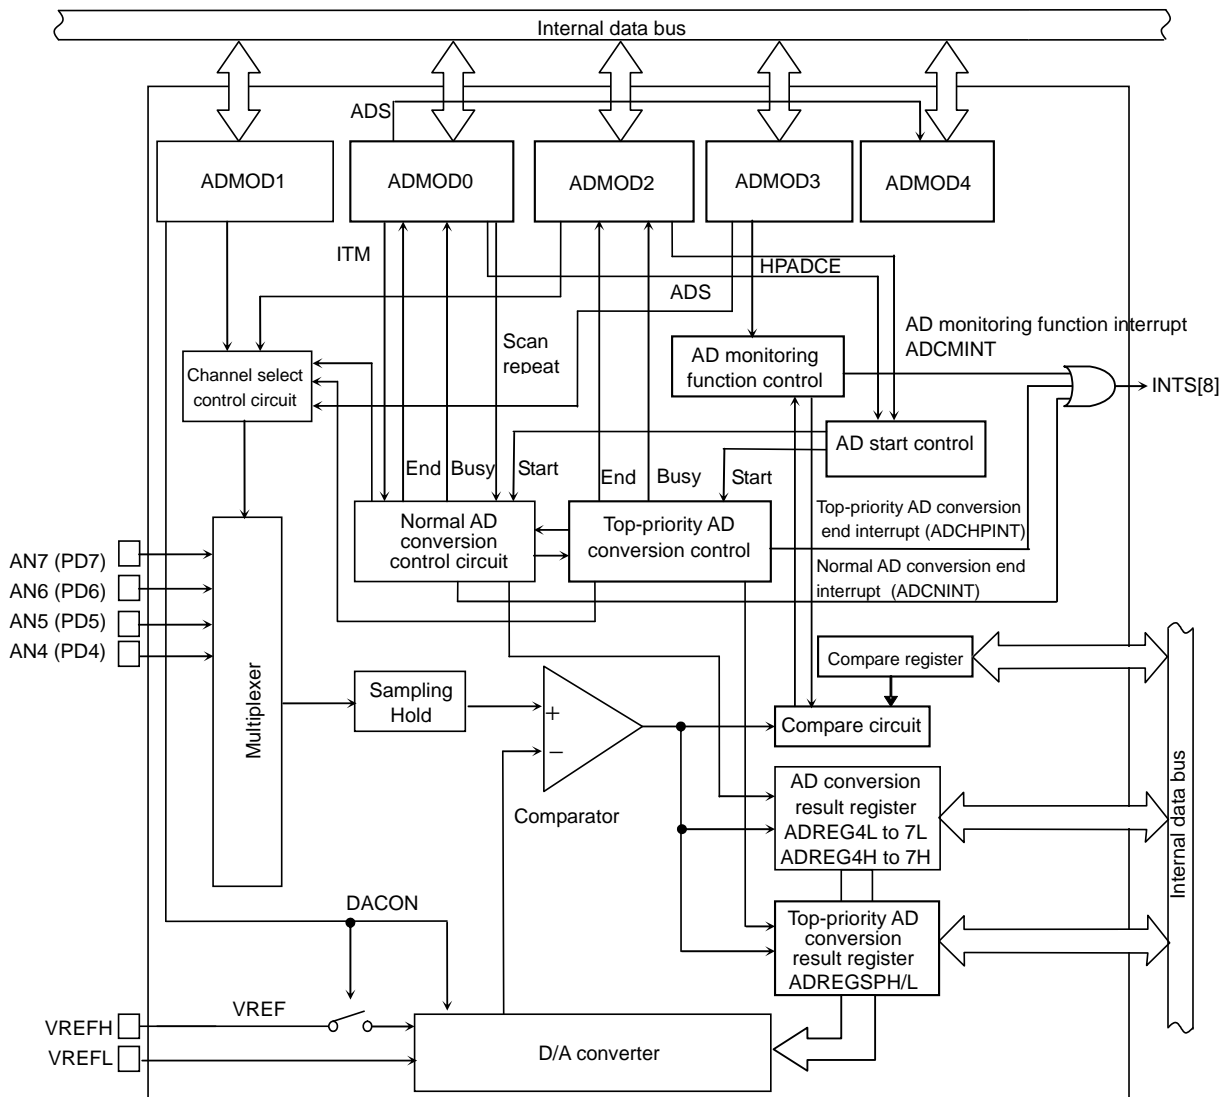 Internal data bus
ADS
ADMOD1
ADMOD0
ADMOD2
ADMOD3
ADMOD4
ITM
HPADCE
ADS
Scan
repeat
AD monitoring function interrupt
ADCMINT
Channel select
control circuit
AD monitoring
function control
INTS[8]
AD start control
End
Busy
Start
End
Busy
Start
Normal AD
conversion
control circuit
Top-priority AD
conversion control
Top-priority AD conversion
end interrupt (ADCHPINT)
Normal AD conversion end
interrupt (ADCNINT)
AN7 (PD7)
AN6 (PD6)
AN5 (PD5)
AN4 (PD4)
Multiplexer
Sampling
Hold
+
−
Comparator
Compare register
Compare circuit
AD conversion
result register
ADREG4L to 7L
ADREG4H to 7H
Internal data bus
DACON
Top-priority AD
conversion
result register
ADREGSPH/L
VREF
VREFH
VREFL
D/A converter